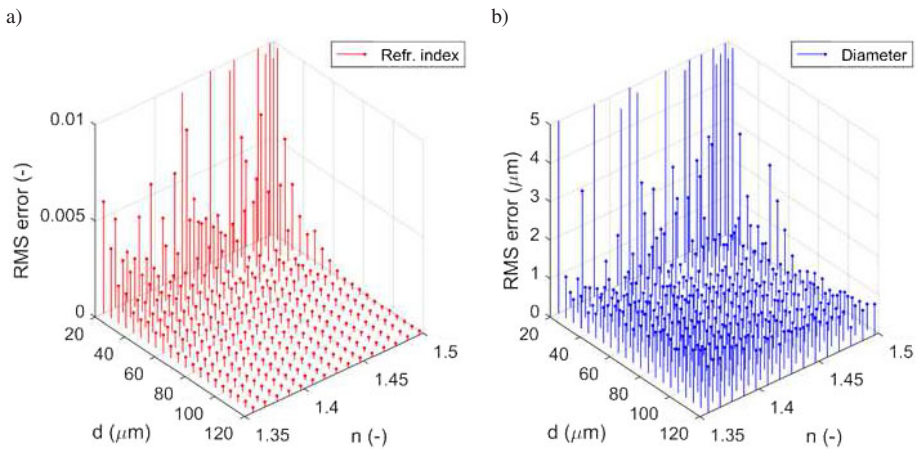 a)
Refr. index
RMS error (-)
0.01
0.005
0
20
40
60
80
100
120
d (μm)
1.35
1.4
1.45
1.5
n (-)
b)
Diameter
RMS error (μm)
5
4
3
2
1
0
20
40
60
80
100
120
d (μm)
1.35
1.4
1.45
1.5
n (-)